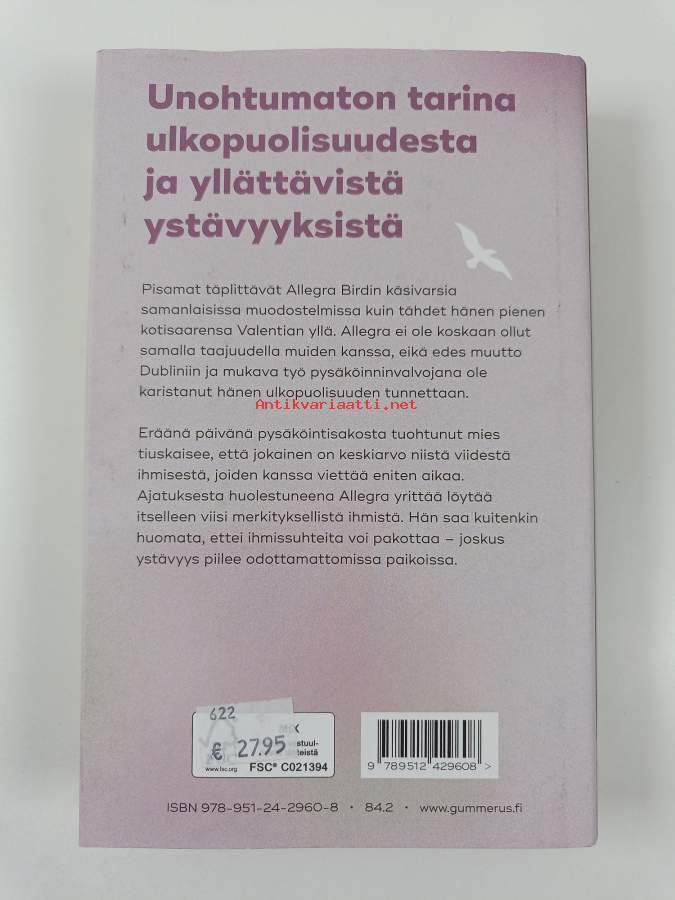 Unohtumaton tarina
ulkopuolisuudesta
ja yllättävistä
ystävyyksistä
Pisamat täplittävät Allegra Birdin käsivarsia
samanlaisissa muodostelmissa kuin tähdet hänen pienen
kotisaarensa Valentian yllä. Allegra ei ole koskaan ollut
samalla taajuudella muiden kanssa, eikä edes muutto
Dubliniin ja mukava työ pysäköinninvalvojana ole
karistanut hänen ulkopuolisuuden tunnettaan.
Antikvariaatti.net
Eräänä päivänä pysäköintisakosta tuohtunut mies
tiuskaisee, että jokainen on keskiarvo niistä viidestä
ihmisestä, joiden kanssa viettää eniten aikaa.
Ajatuksesta huolestuneena Allegra yrittää löytää
itselleen viisi merkityksellistä ihmistä. Hän saa kuitenkin
huomata, ettei ihmissuhteita voi pakottaa – joskus
ystävyys piilee odottamattomissa paikoissa.
622
€ 27.95
stuul-
teistä
www.fsc.org FSC® C021394
9 789512 429608 >
ISBN 978-951-24-2960-8 • 84.2 • www.gummerus.fi